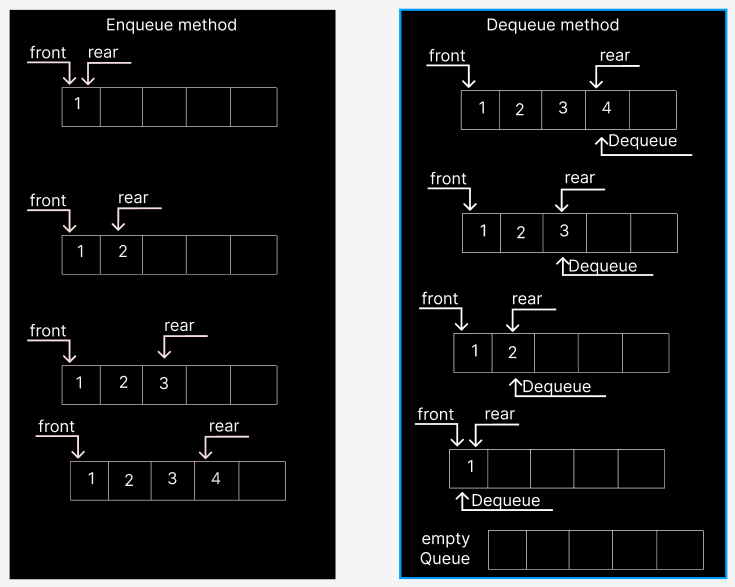 Enqueue method
front rear
1
front rear
1 2
front rear
1 2 3
front rear
1 2 3 4
Dequeue method
front rear
1 2 3 4
Dequeue
front rear
1 2 3
Dequeue
front rear
1 2
Dequeue
front rear
1
Dequeue
empty
Queue